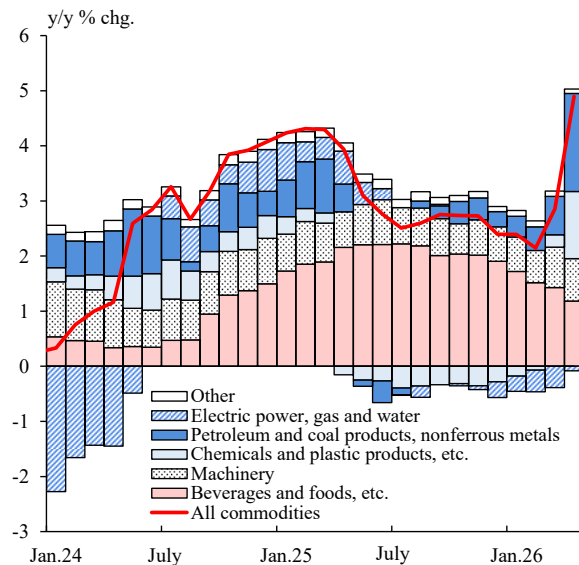 y/y % chg.
6
5
4
3
2
1
0
-1
-2
-3
Other
Electric power, gas and water
Petroleum and coal products, nonferrous metals
Chemicals and plastic products, etc.
Machinery
Beverages and foods, etc.
All commodities
Jan.24 July Jan.25 July Jan.26